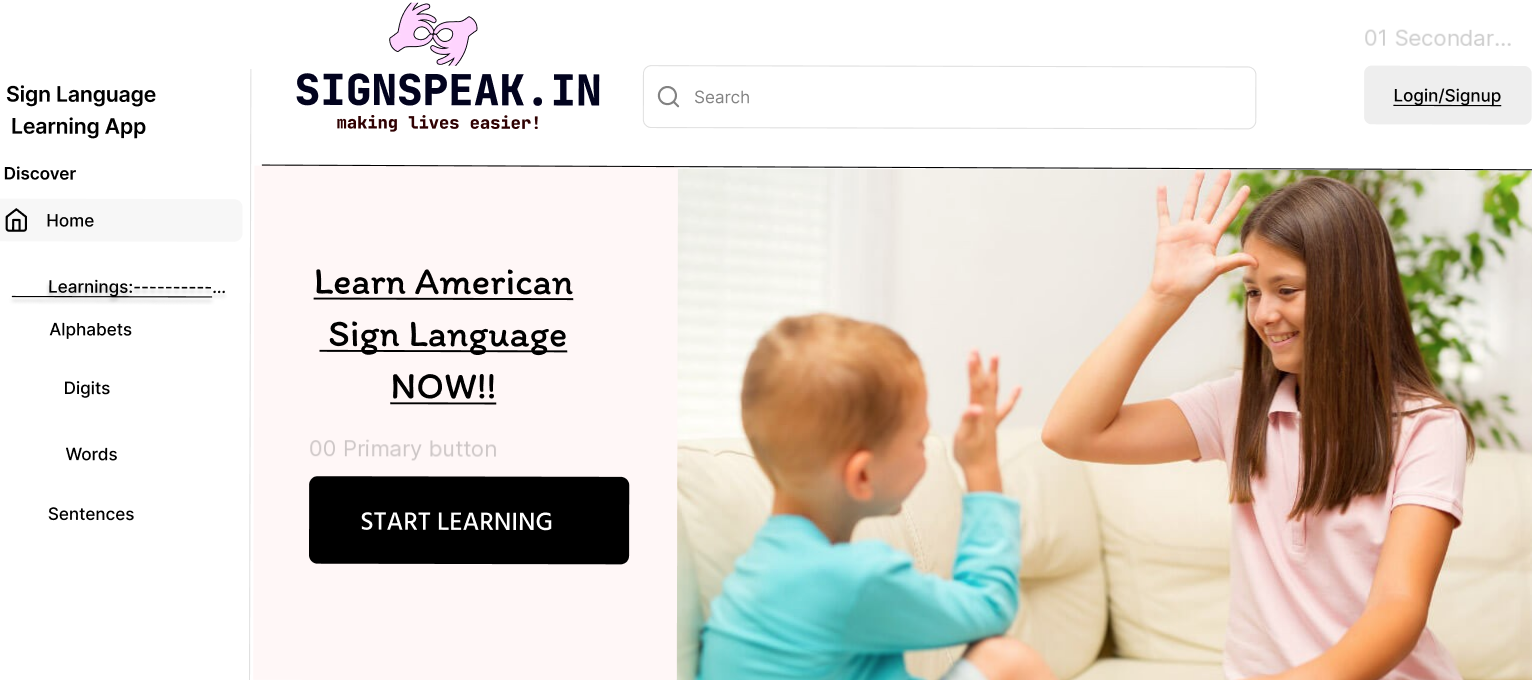 Sign Language
Learning App
Discover
Home
Learnings:----------...
Alphabets
Digits
Words
Sentences
SIGNSPEAK.IN
making lives easier!
Search
01 Secondar...
Login/Signup
Learn American
Sign Language
NOW!!
00 Primary button
START LEARNING